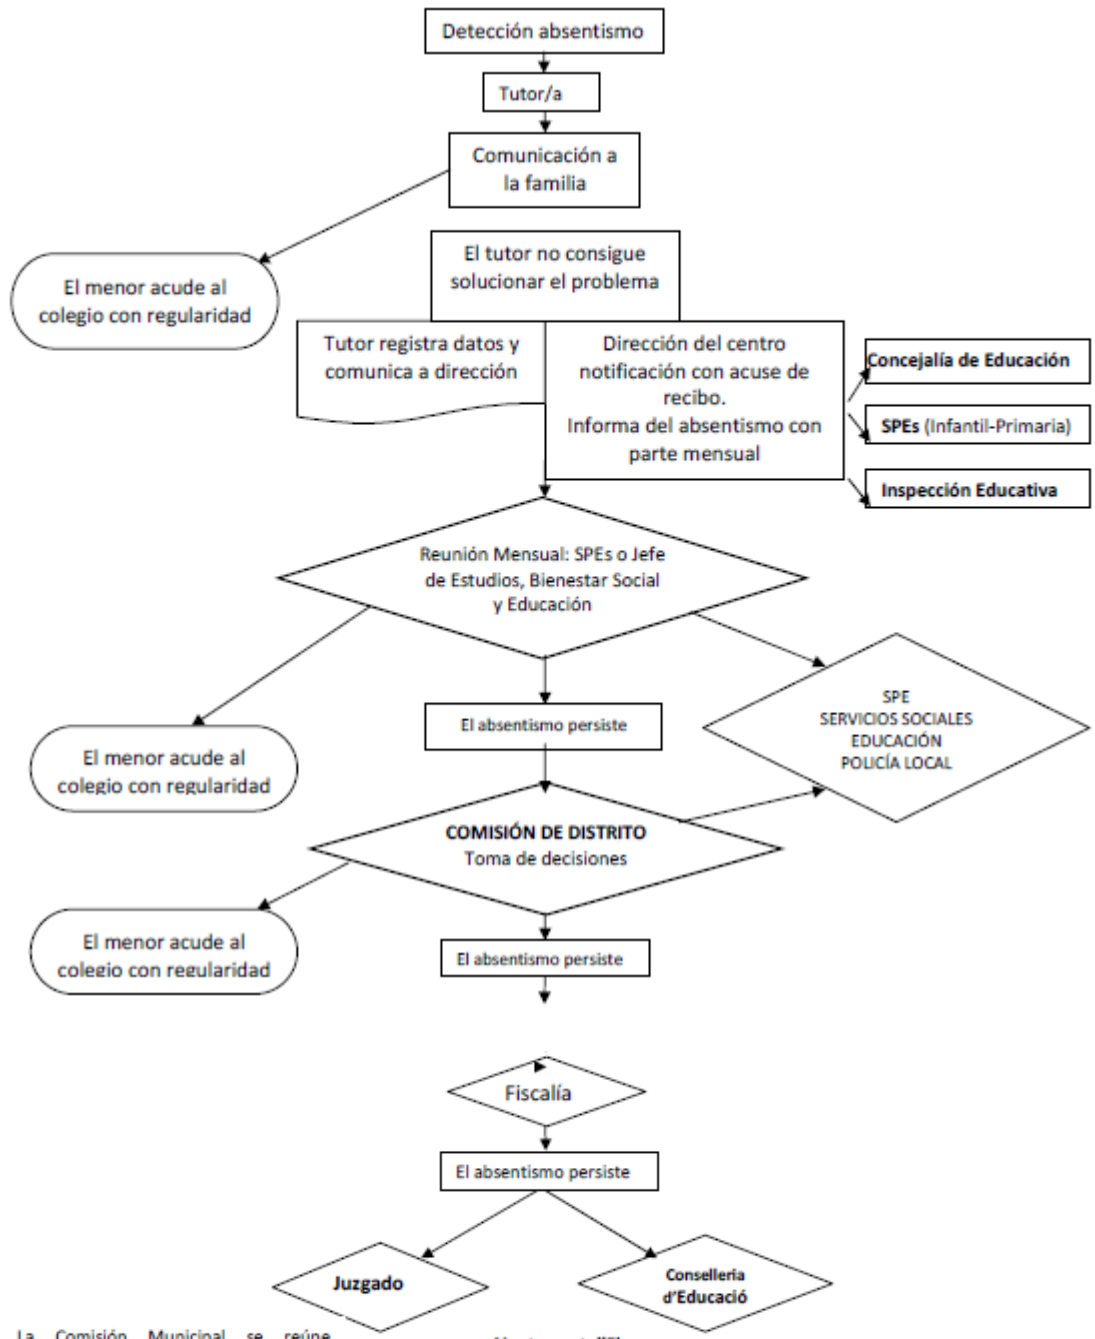 Detección absentismo
Tutor/a
Comunicación a
la familia
El menor acude al
colegio con regularidad
El tutor no consigue
solucionar el problema
Tutor registra datos y
comunica a dirección
Dirección del centro
notificación con acuse de
recibo.
Informa del absentismo con
parte mensual
Concejalía de Educación
SPEs (Infantil-Primaria)
Inspección Educativa
Reunión Mensual: SPEs o Jefe
de Estudios, Bienestar Social
y Educación
SPE
SERVICIOS SOCIALES
EDUCACIÓN
POLICÍA LOCAL
El absentismo persiste
El menor acude al
colegio con regularidad
COMISIÓN DE DISTRITO
Toma de decisiones
El menor acude al
colegio con regularidad
El absentismo persiste
Fiscalía
El absentismo persiste
Juzgado
Conselleria
d'Educació
La Comisión Municipal se reúne